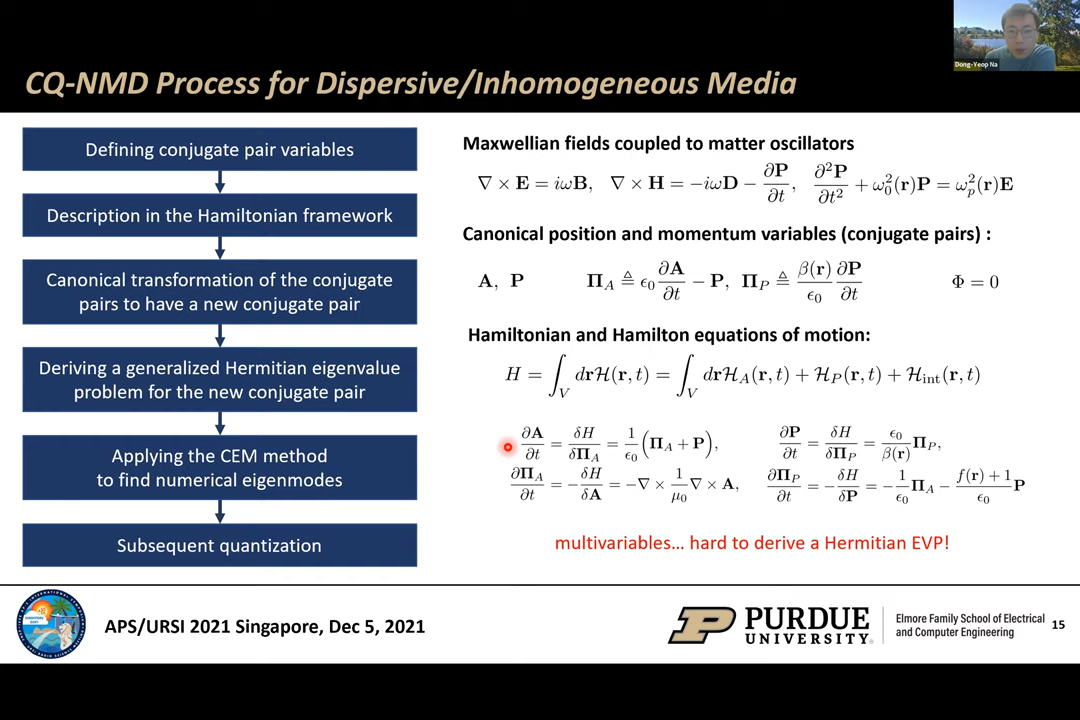 Dong-Yeop Na
CQ-NMD Process for Dispersive/Inhomogeneous Media
Defining conjugate pair variables
Description in the Hamiltonian framework
Canonical transformation of the conjugate
pairs to have a new conjugate pair
Deriving a generalized Hermitian eigenvalue
problem for the new conjugate pair
Applying the CEM method
to find numerical eigenmodes
Subsequent quantization
Maxwellian fields coupled to matter oscillators
∇ × E = iωB, ∇ × H = −iωD − ∂P/∂t, ∂²P/∂t² + ω₀²(r)P = ωₚ²(r)E
Canonical position and momentum variables (conjugate pairs) :
A, P Π_A ≜ ϵ₀ ∂A/∂t − P, Π_P ≜ β(r)/ϵ₀ ∂P/∂t Φ = 0
Hamiltonian and Hamilton equations of motion:
H = ∫_V drℋ(r, t) = ∫_V drℋ_A(r, t) + ℋ_P(r, t) + ℋ_int(r, t)
∂A/∂t = δH/δΠ_A = 1/ϵ₀ (Π_A + P), ∂P/∂t = δH/δΠ_P = ϵ₀/β(r) Π_P,
∂Π_A/∂t = −δH/δA = −∇ × 1/μ₀ ∇ × A, ∂Π_P/∂t = −δH/δP = −1/ϵ₀ Π_A − (f(r) + 1)/ϵ₀ P
multivariables... hard to derive a Hermitian EVP!
APS/URSI 2021 Singapore, Dec 5, 2021
PURDUE
UNIVERSITY®
Elmore Family School of Electrical
and Computer Engineering
15